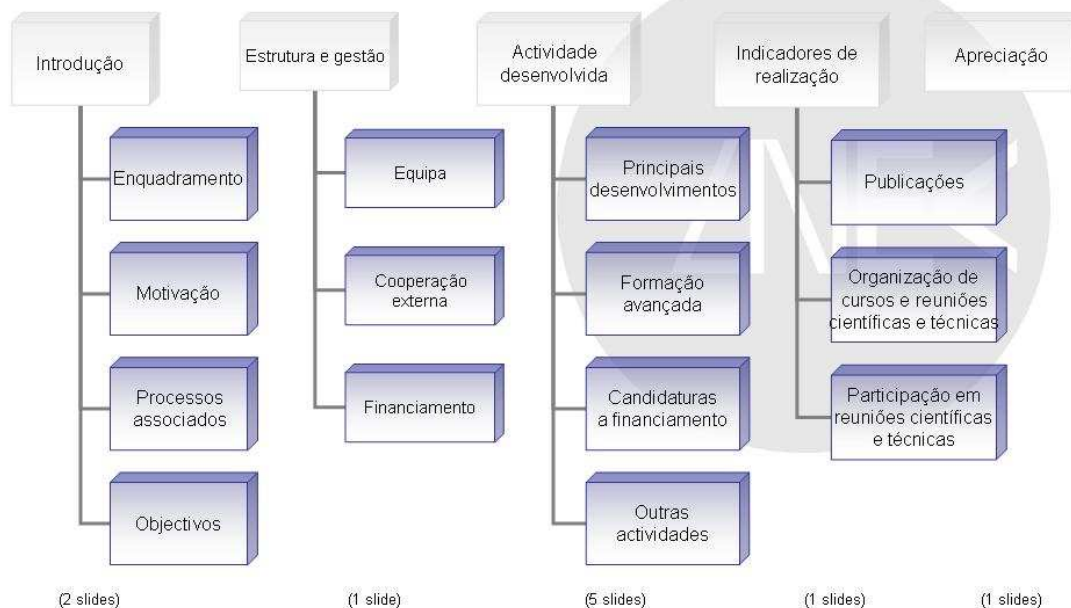 Introdução
Enquadramento
Motivação
Processos
associados
Objectivos
(2 slides)
Estrutura e gestão
Equipa
Cooperação
externa
Financiamento
(1 slide)
Actividade
desenvolvida
Principais
desenvolvimentos
Formação
avançada
Candidaturas
a financiamento
Outras
actividades
(5 slides)
Indicadores de
realização
Publicações
Organização de
cursos e reuniões
científicas e técnicas
Participação em
reuniões científicas
e técnicas
(1 slides)
Apreciação
(1 slides)